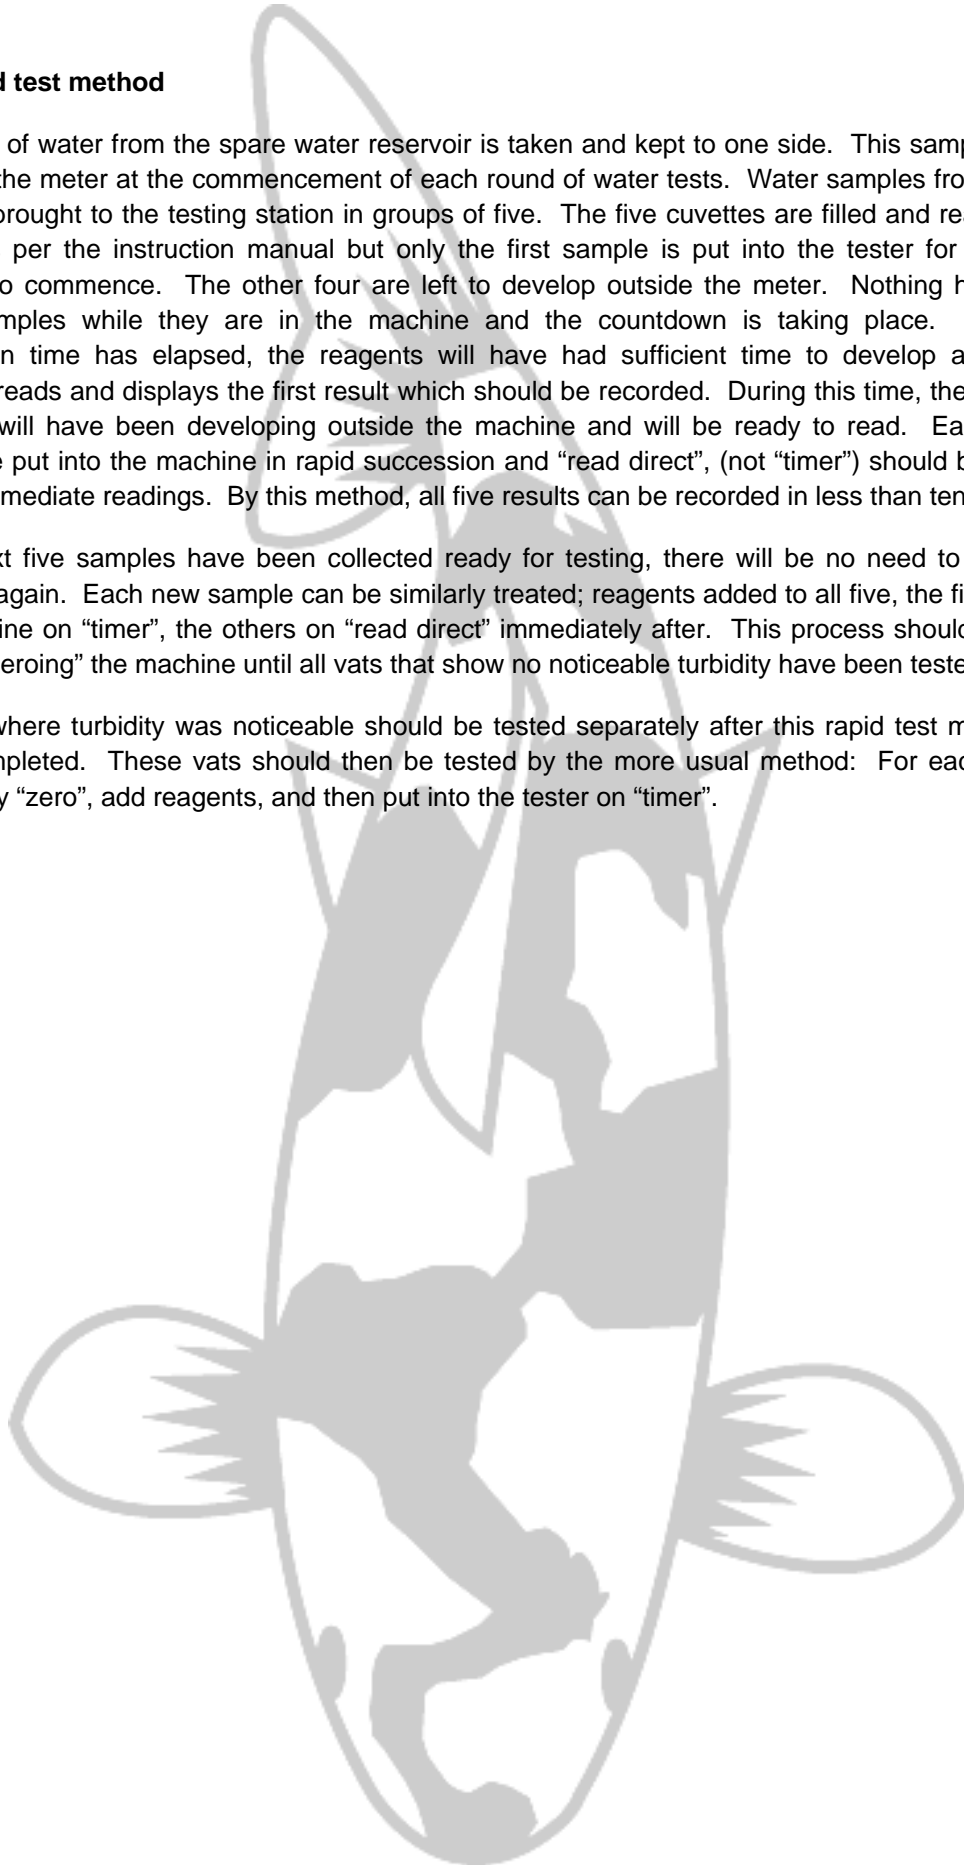 d test method
of water from the spare water reservoir is taken and kept to one side. This samp
the meter at the commencement of each round of water tests. Water samples fro
brought to the testing station in groups of five. The five cuvettes are filled and rea
per the instruction manual but only the first sample is put into the tester for
o commence. The other four are left to develop outside the meter. Nothing h
mples while they are in the machine and the countdown is taking place.
n time has elapsed, the reagents will have had sufficient time to develop a
reads and displays the first result which should be recorded. During this time, the
will have been developing outside the machine and will be ready to read. Ea
e put into the machine in rapid succession and “read direct”, (not “timer”) should b
mediate readings. By this method, all five results can be recorded in less than ten
xt five samples have been collected ready for testing, there will be no need to
again. Each new sample can be similarly treated; reagents added to all five, the fi
ine on “timer”, the others on “read direct” immediately after. This process shoul
eroing” the machine until all vats that show no noticeable turbidity have been teste
where turbidity was noticeable should be tested separately after this rapid test m
mpleted. These vats should then be tested by the more usual method: For eac
y “zero”, add reagents, and then put into the tester on “timer”.